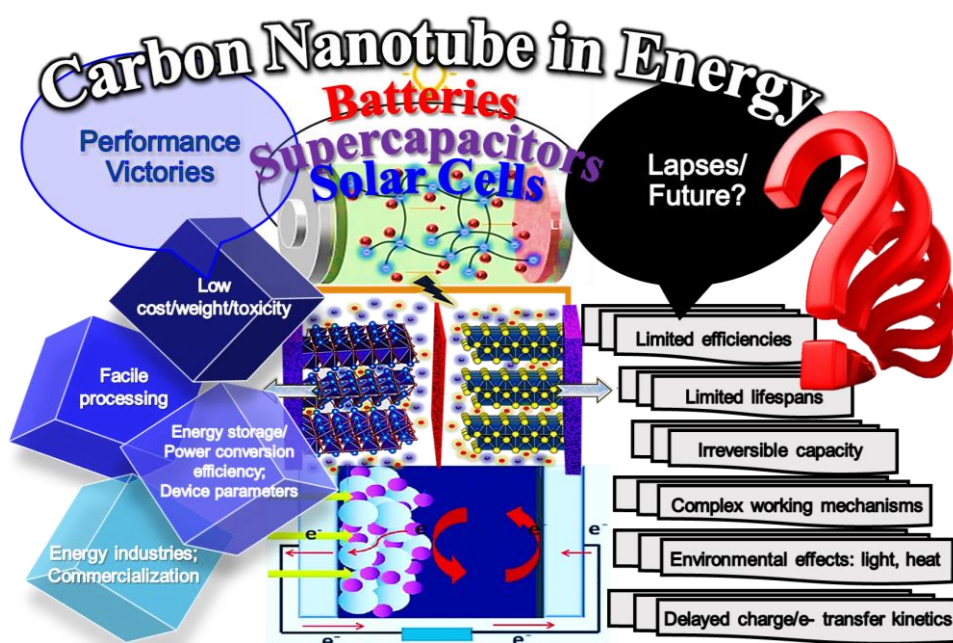 Carbon Nanotube in Energy
Batteries
Supercapacitors
Solar Cells
Performance
Victories
Low
cost/weight/toxicity
Facile
processing
Energy storage/
Power conversion
efficiency;
Device parameters
Energy industries;
Commercialization
Lapses/
Future?
Limited efficiencies
Limited lifespans
Irreversible capacity
Complex working mechanisms
Environmental effects: light, heat
Delayed charge/e- transfer kinetics
e⁻
e⁻
e⁻
e⁻